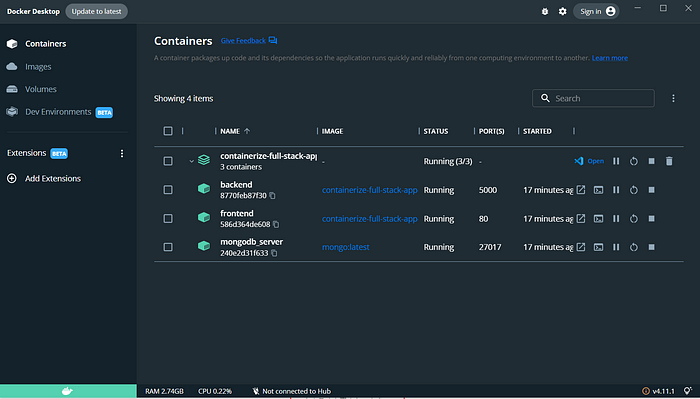 Docker Desktop Update to latest Sign in
Containers
Images
Volumes
Dev Environments BETA
Extensions BETA
Add Extensions
Containers Give Feedback
A container packages up code and its dependencies so the application runs quickly and reliably from one computing environment to another. Learn more
Showing 4 items Search
NAME IMAGE STATUS PORT(S) STARTED
containerize-full-stack-app - Running (3/3) - Open
3 containers
backend
8770feb87f30 containerize-full-stack-app Running 5000 17 minutes ag
frontend
586d364de608 containerize-full-stack-app Running 80 17 minutes ag
mongodb_server
240e2d31f633 mongo:latest Running 27017 17 minutes ag
RAM 2.74GB CPU 0.22% Not connected to Hub v4.11.1